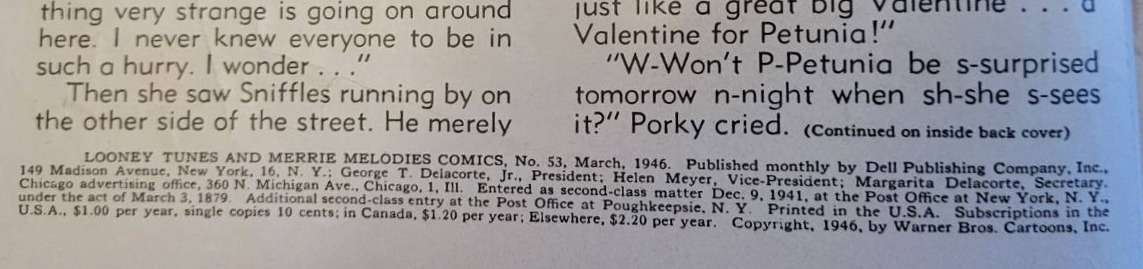 thing very strange is going on around
here. I never knew everyone to be in
such a hurry. I wonder . . ."
Then she saw Sniffles running by on
the other side of the street. He merely
just like a great big Valentine . . . a
Valentine for Petunia!"
"W-Won't P-Petunia be s-surprised
tomorrow n-night when sh-she s-sees
it?" Porky cried. (Continued on inside back cover)
LOONEY TUNES AND MERRIE MELODIES COMICS, No. 53, March, 1946. Published monthly by Dell Publishing Company, Inc.,
149 Madison Avenue, New York, 16, N. Y.; George T. Delacorte, Jr., President; Helen Meyer, Vice-President; Margarita Delacorte, Secretary.
Chicago advertising office, 360 N. Michigan Ave., Chicago, 1, Ill. Entered as second-class matter Dec. 9, 1941, at the Post Office at New York, N. Y.,
under the act of March 3, 1879. Additional second-class entry at the Post Office at Poughkeepsie, N. Y. Printed in the U.S.A. Subscriptions in the
U.S.A., $1.00 per year, single copies 10 cents; in Canada, $1.20 per year; Elsewhere, $2.20 per year. Copyright, 1946, by Warner Bros. Cartoons, Inc.